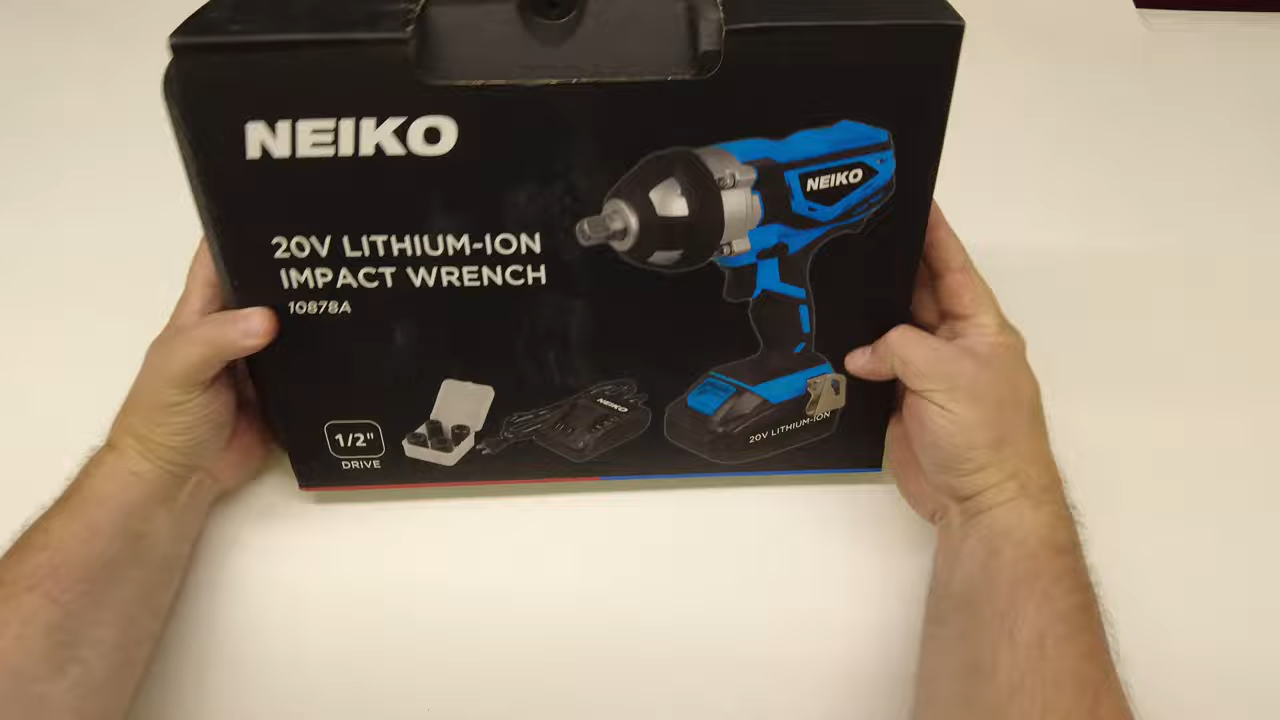 NEIKO
NEIKO
20V LITHIUM-ION
IMPACT WRENCH
10878A
NEIKO
1/2"
DRIVE
20V LITHIUM-ION